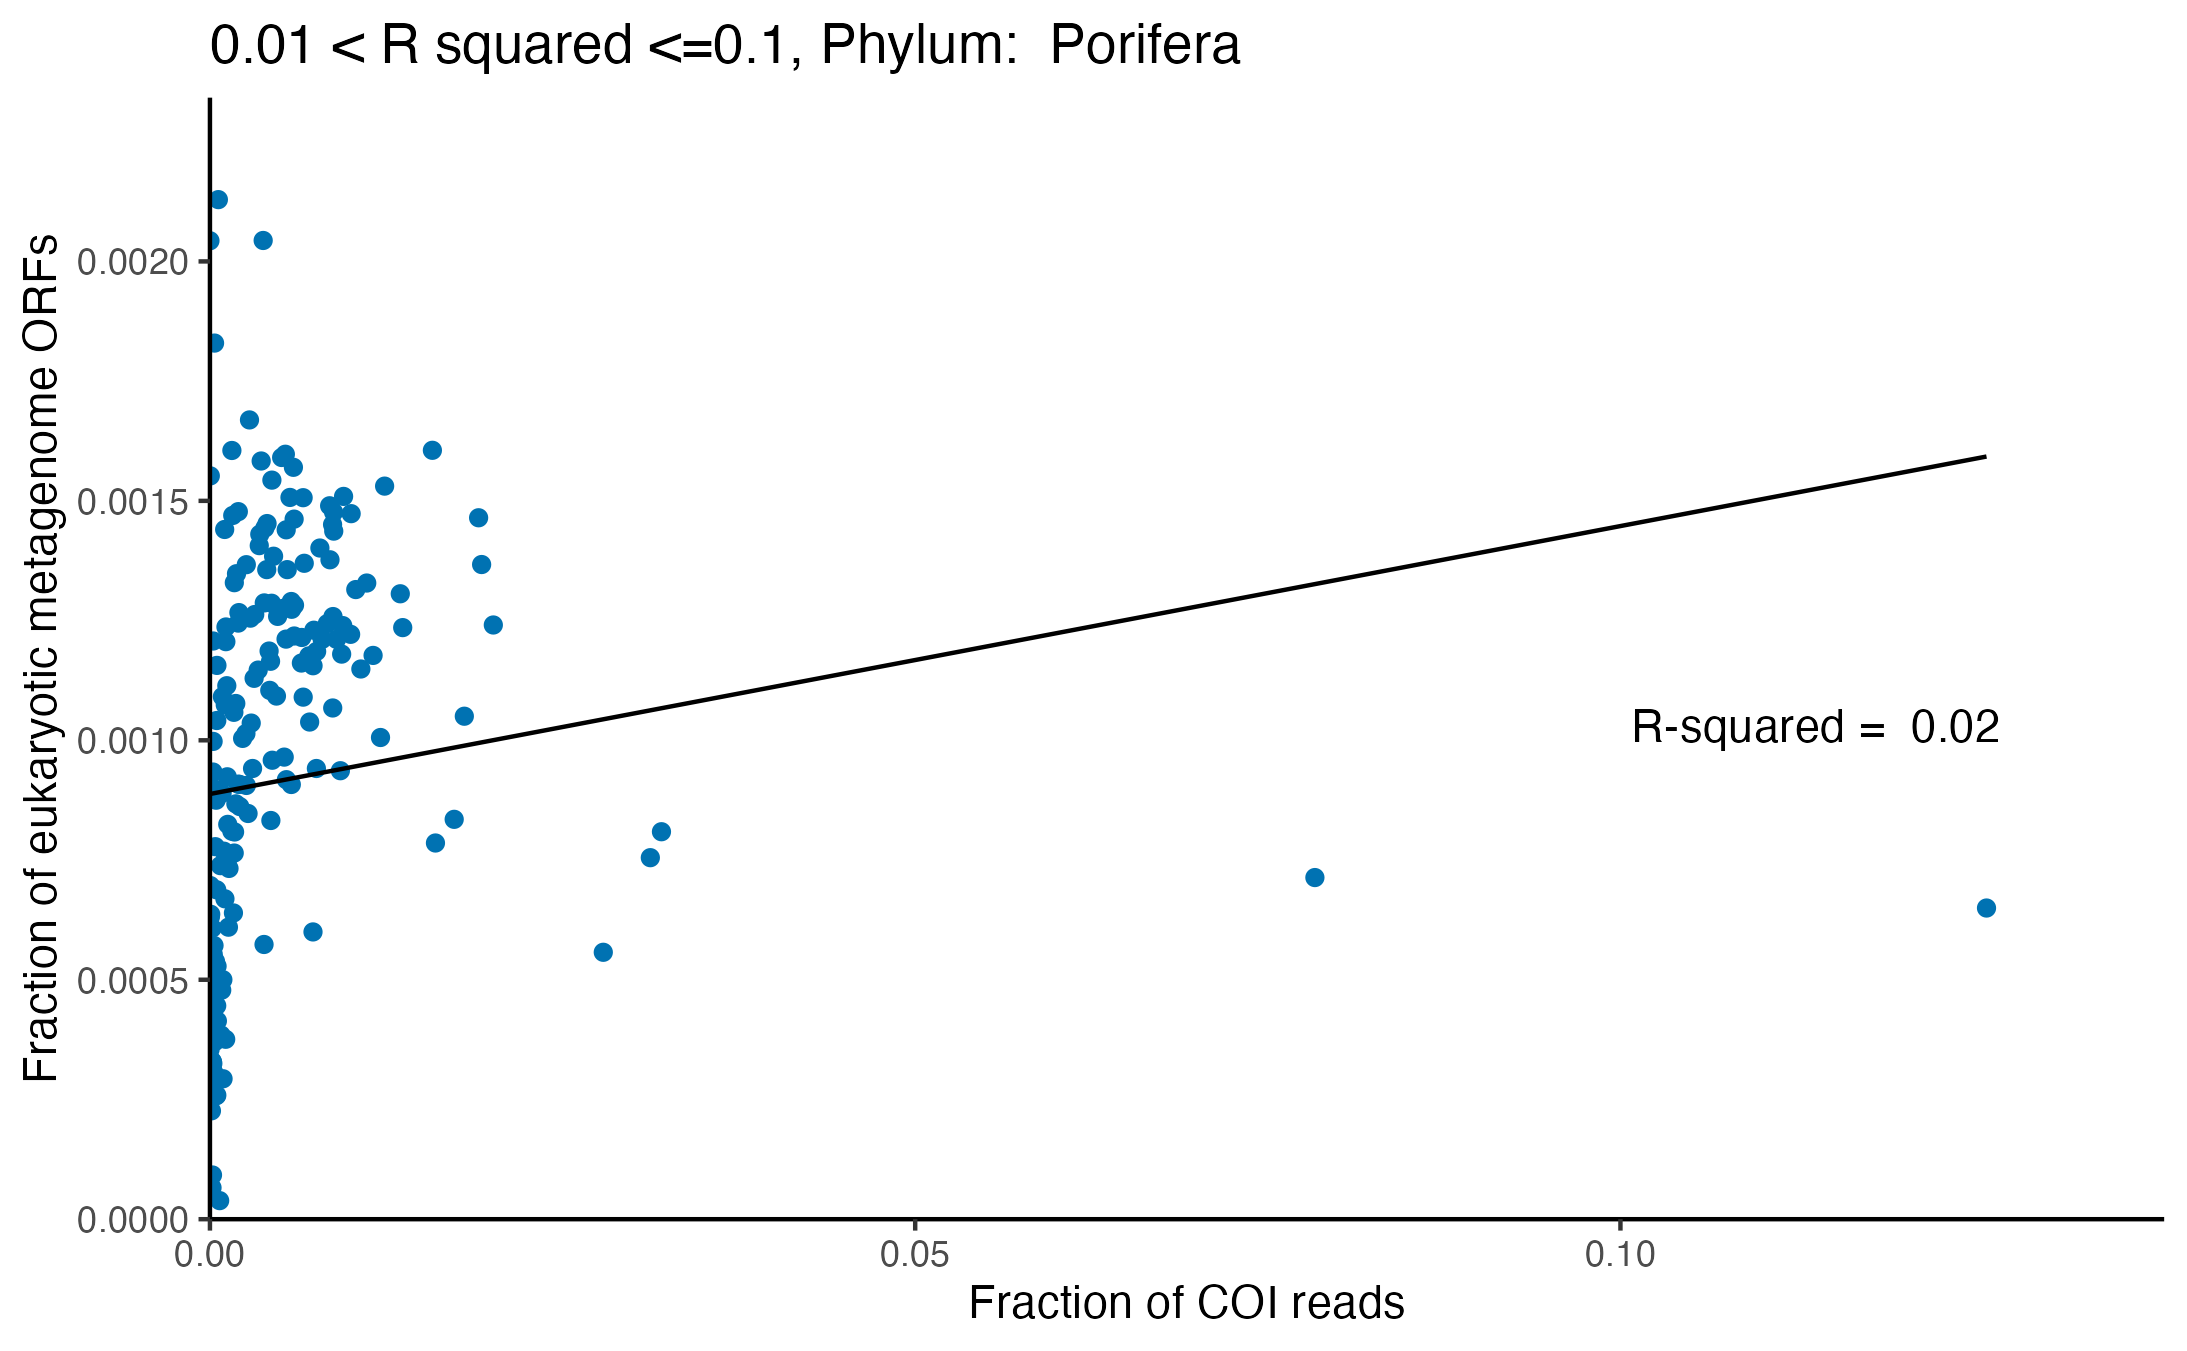 0.01 < R squared <=0.1, Phylum:  Porifera
Fraction of eukaryotic metagenome ORFs
0.0020
0.0015
0.0010
0.0005
0.0000
R-squared =  0.02
0.00
0.05
0.10
Fraction of COI reads